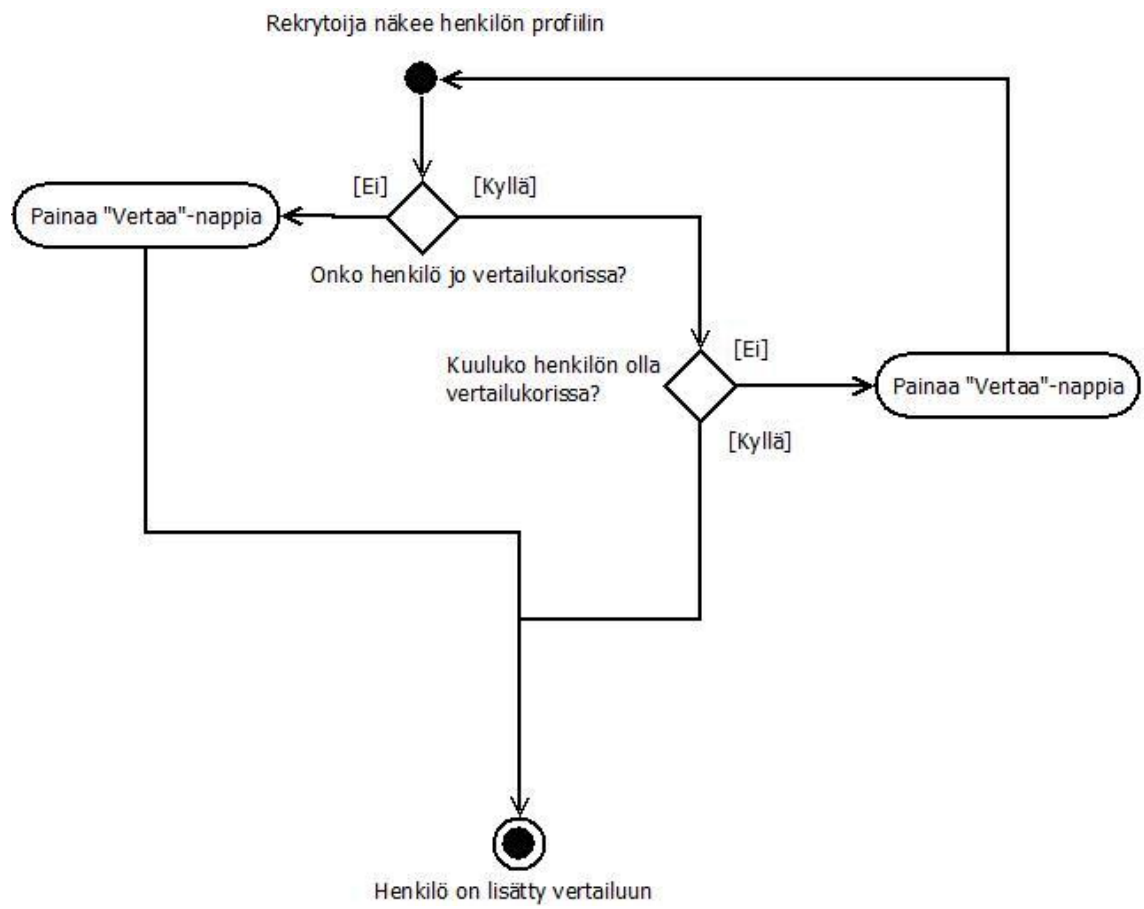 Rekrytoija näkee henkilön profiilin
[Ei]
[Kyllä]
Painaa "Vertaa"-nappia
Onko henkilö jo vertailukorissa?
[Ei]
Kuuluko henkilön olla
vertailukorissa?
Painaa "Vertaa"-nappia
[Kyllä]
Henkilö on lisätty vertailuun